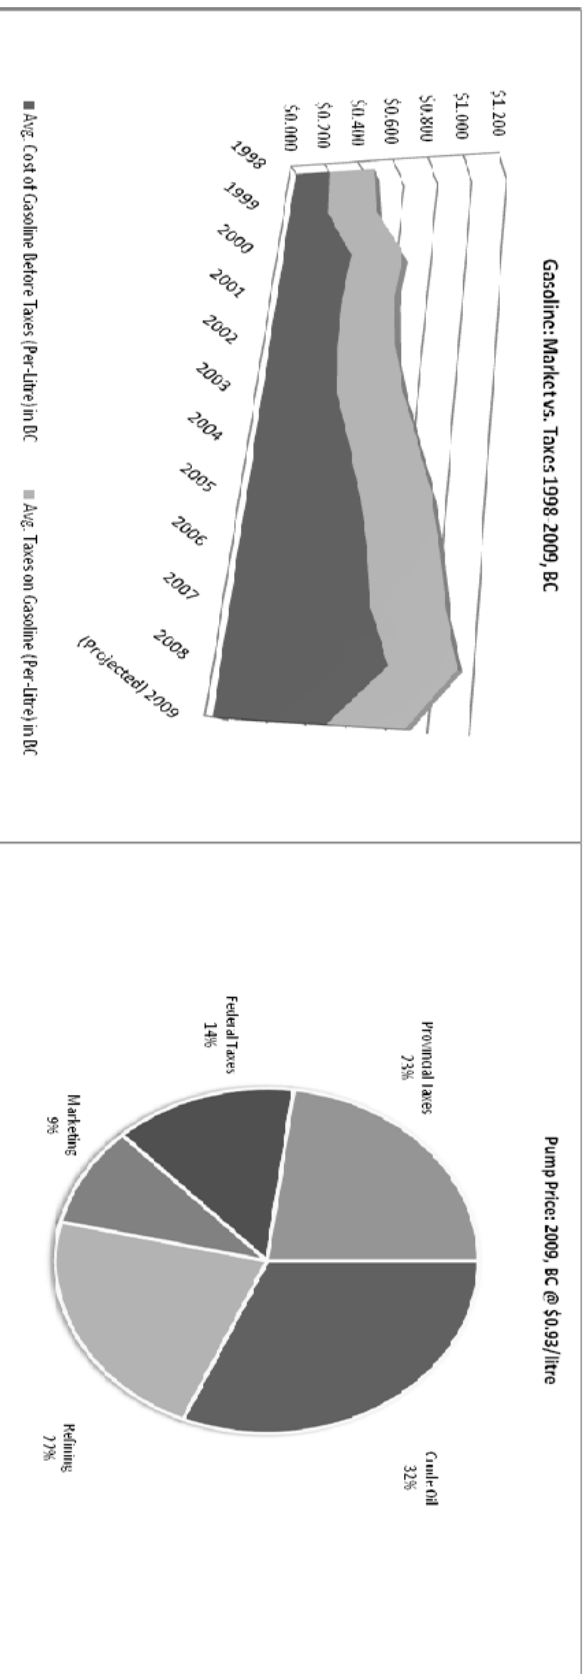 Gasoline: Market vs. Taxes 1998-2009, BC
$1.200
$1.000
$0.800
$0.600
$0.400
$0.200
$0.000
1998
1999
2000
2001
2002
2003
2004
2005
2006
2007
2008
(Projected) 2009
Avg. Cost of Gasoline Before Taxes (Per-Litre) in BC
Avg. Taxes on Gasoline (Per-Litre) in BC
Pump Price: 2009, BC @ $0.93/litre
Provincial Taxes
23%
Crude Oil
32%
Federal Taxes
14%
Marketing
9%
Refining
22%